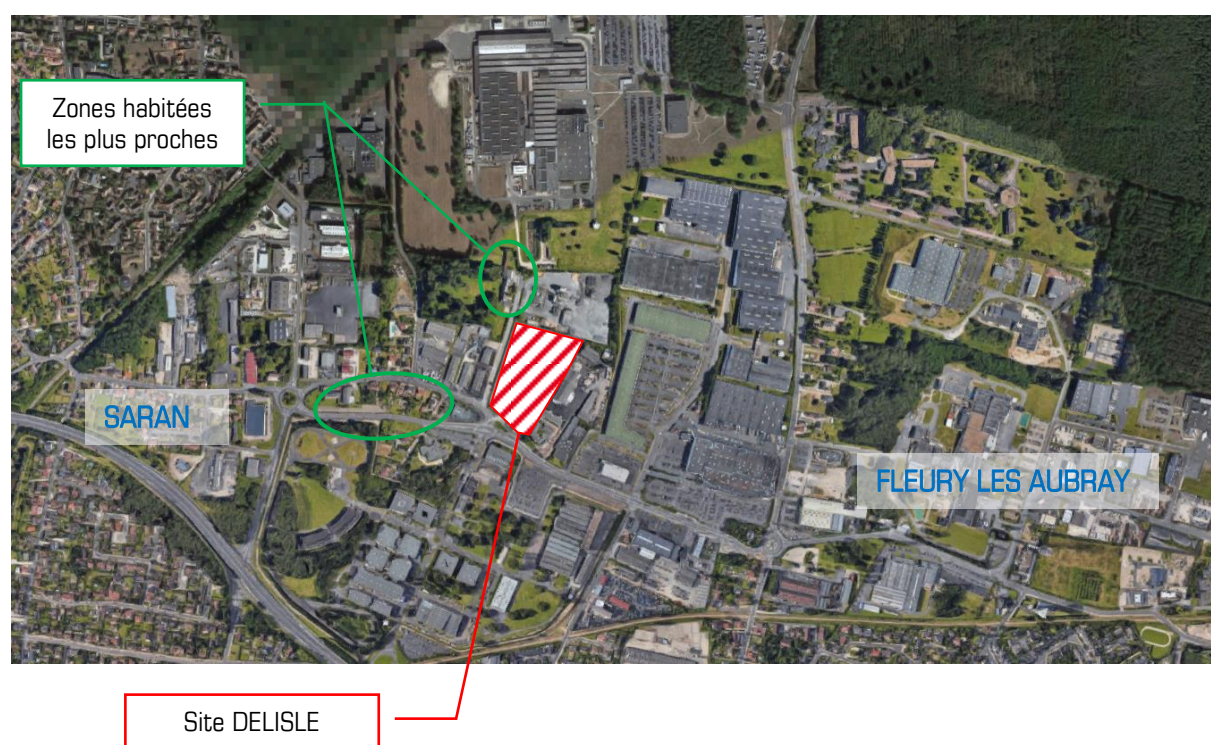 Zones habitées
les plus proches
SARAN
FLEURY LES AUBRAY
Site DELISLE